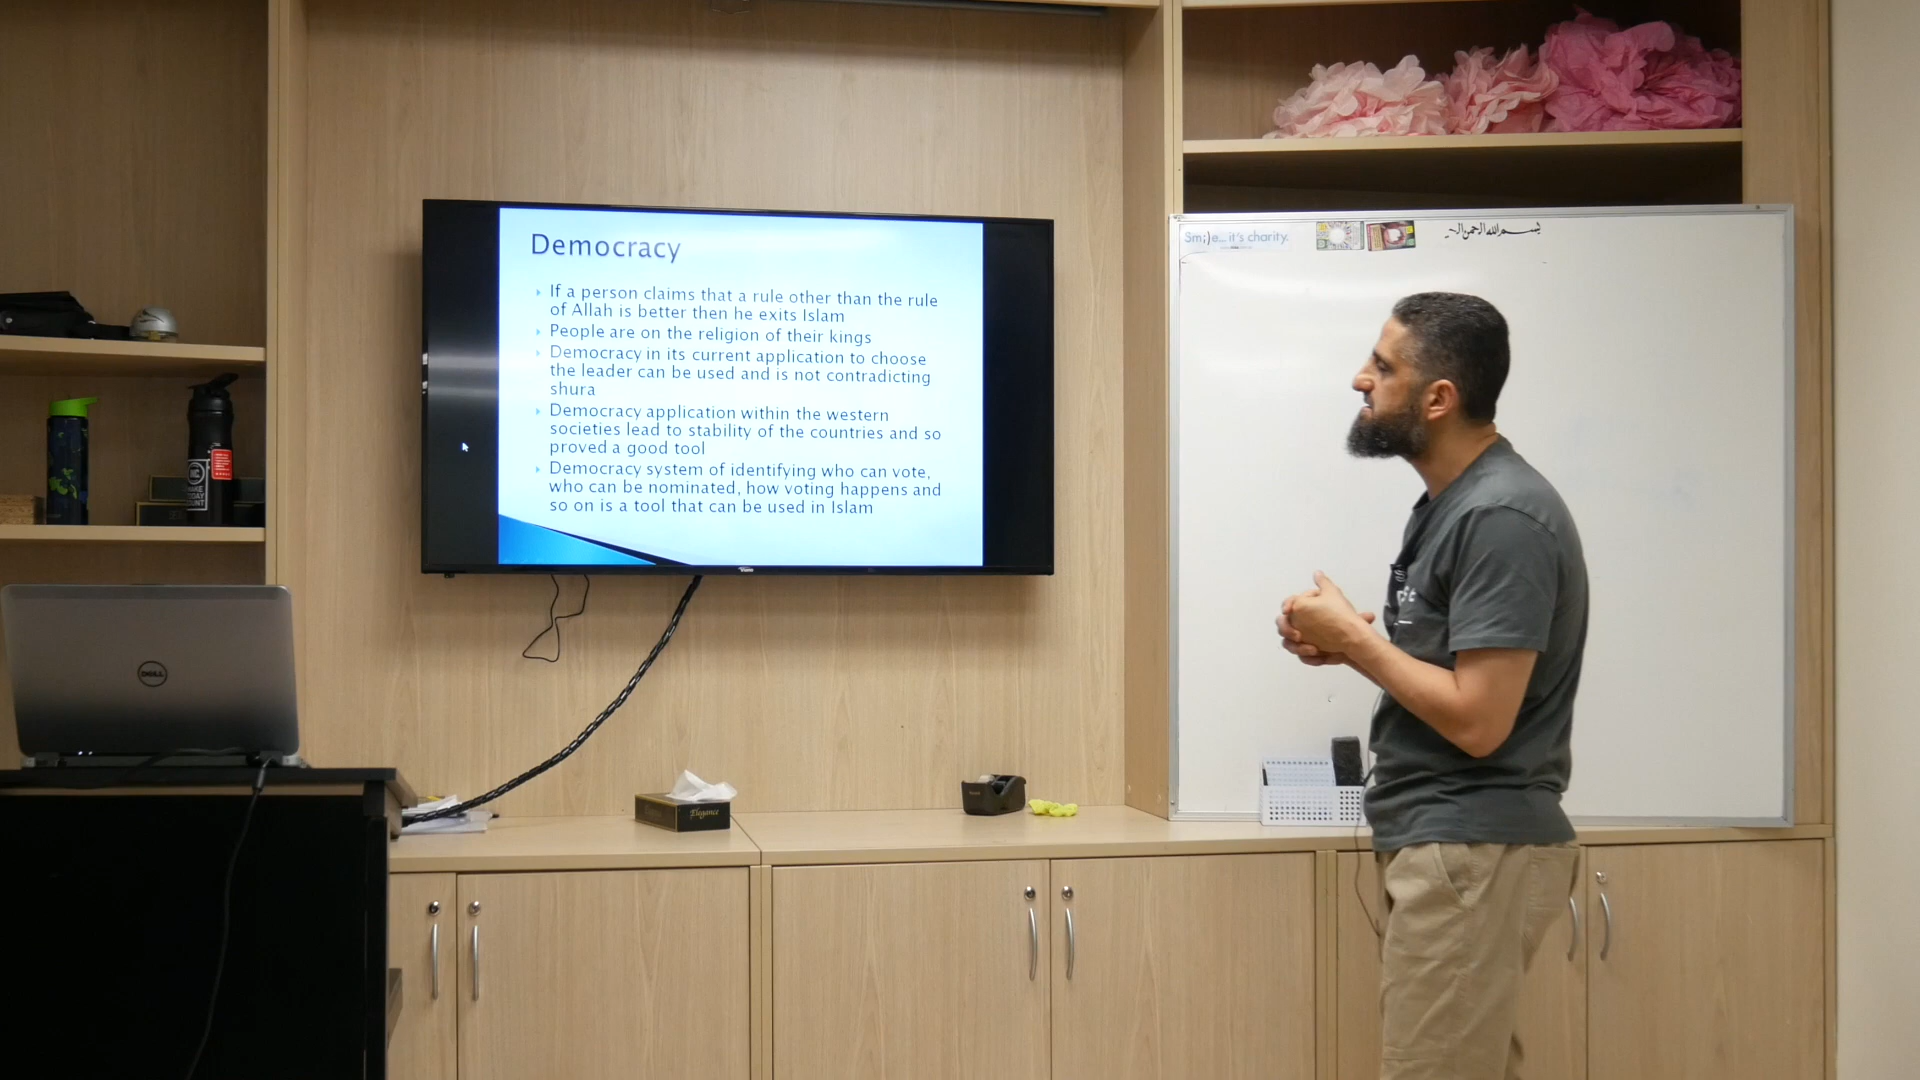 Democracy
If a person claims that a rule other than the rule
of Allah is better then he exits Islam
People are on the religion of their kings
Democracy in its current application to choose
the leader can be used and is not contradicting
shura
Democracy application within the western
societies lead to stability of the countries and so
proved a good tool
Democracy system of identifying who can vote,
who can be nominated, how voting happens and
so on is a tool that can be used in Islam
Sm;)e... it's charity.
بسم الله الرحمن
DELL
Elegance